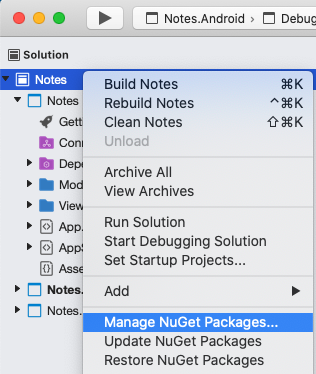 Notes.Android
Debug
Solution
Notes
Notes
Gett
Conn
Depe
Mod
View
App.
AppS
Asse
Notes.
Notes.
Build Notes ⌘K
Rebuild Notes ^⌘K
Clean Notes ⇧⌘K
Unload
Archive All
View Archives
Run Solution
Start Debugging Solution
Set Startup Projects...
Add
Manage NuGet Packages...
Update NuGet Packages
Restore NuGet Packages